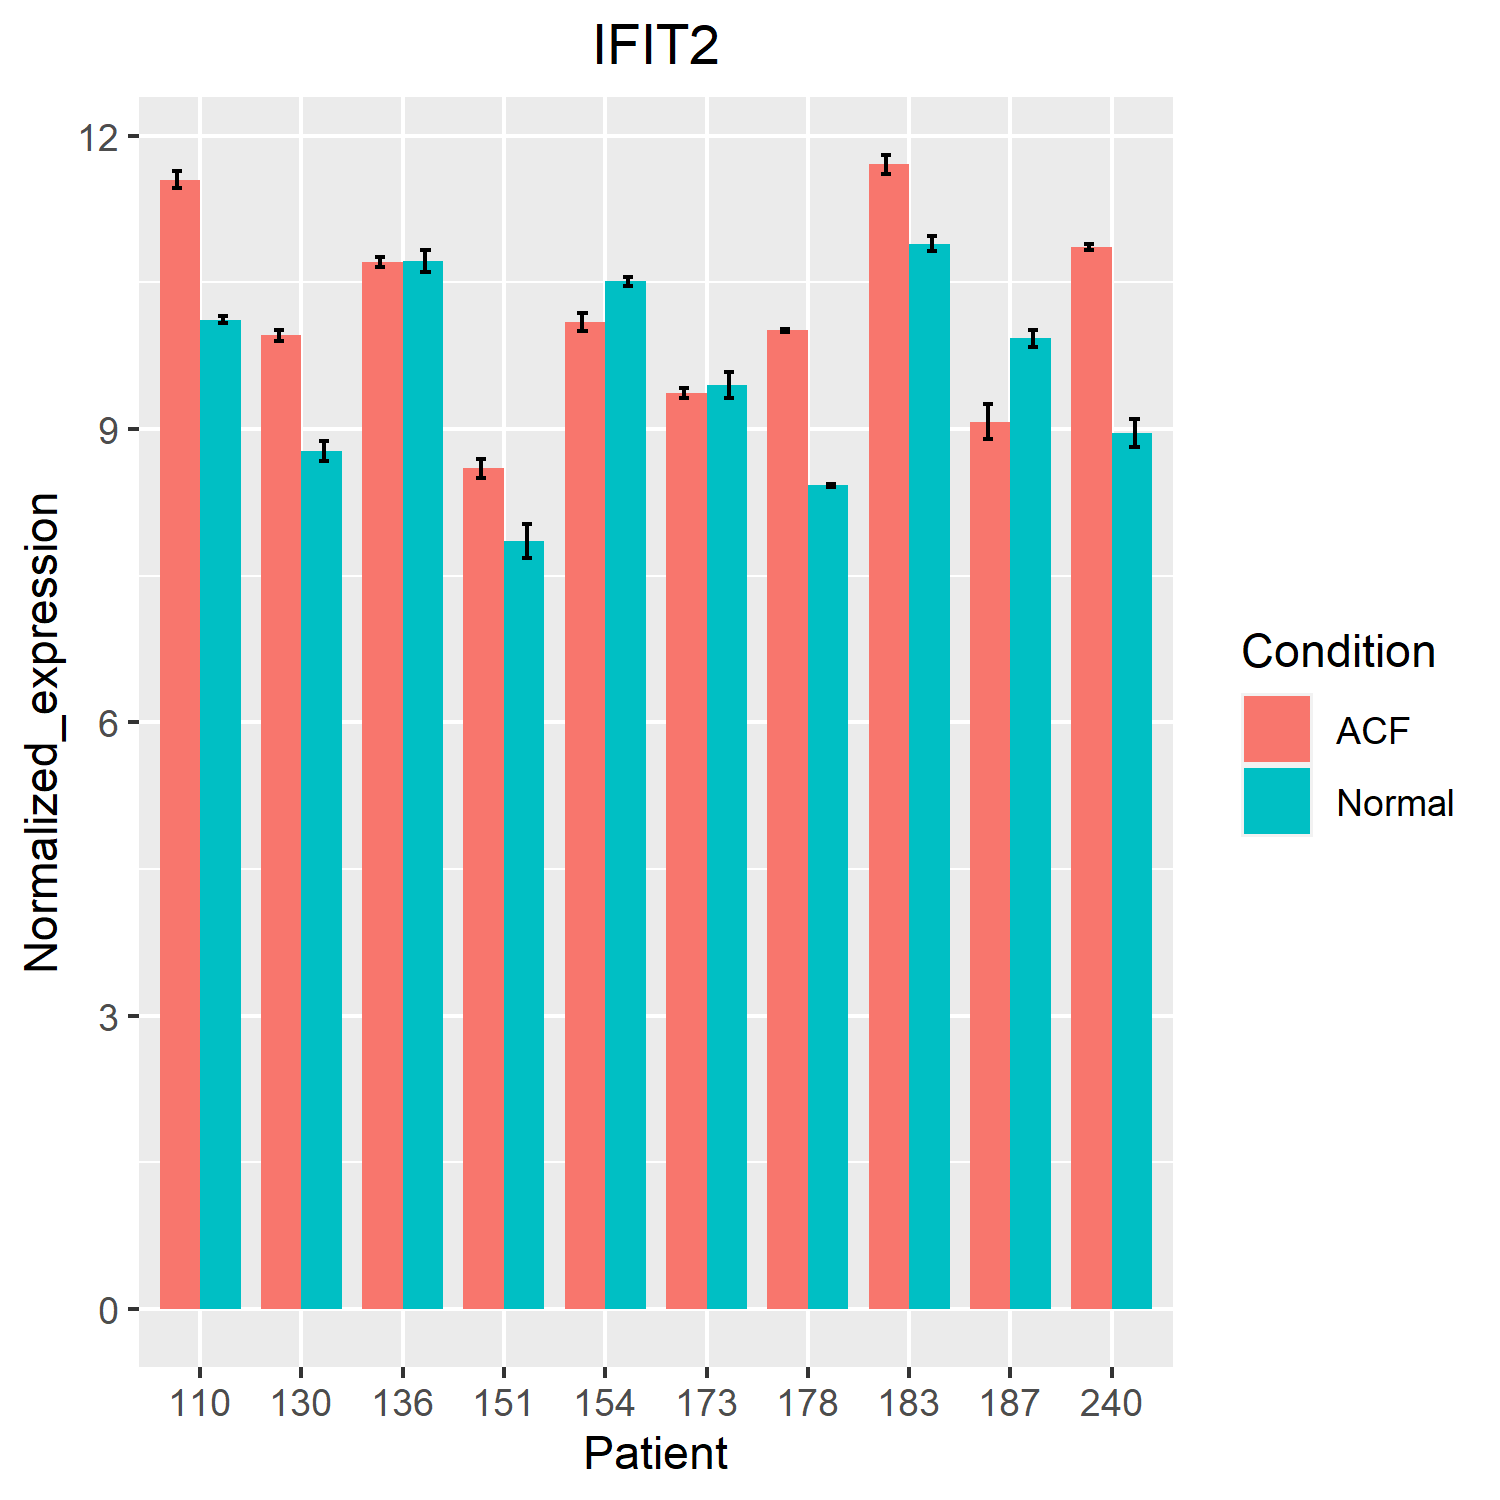 IFIT2
12
9
6
3
0
Normalized_expression
110 130 136 151 154 173 178 183 187 240
Patient
Condition
ACF
Normal